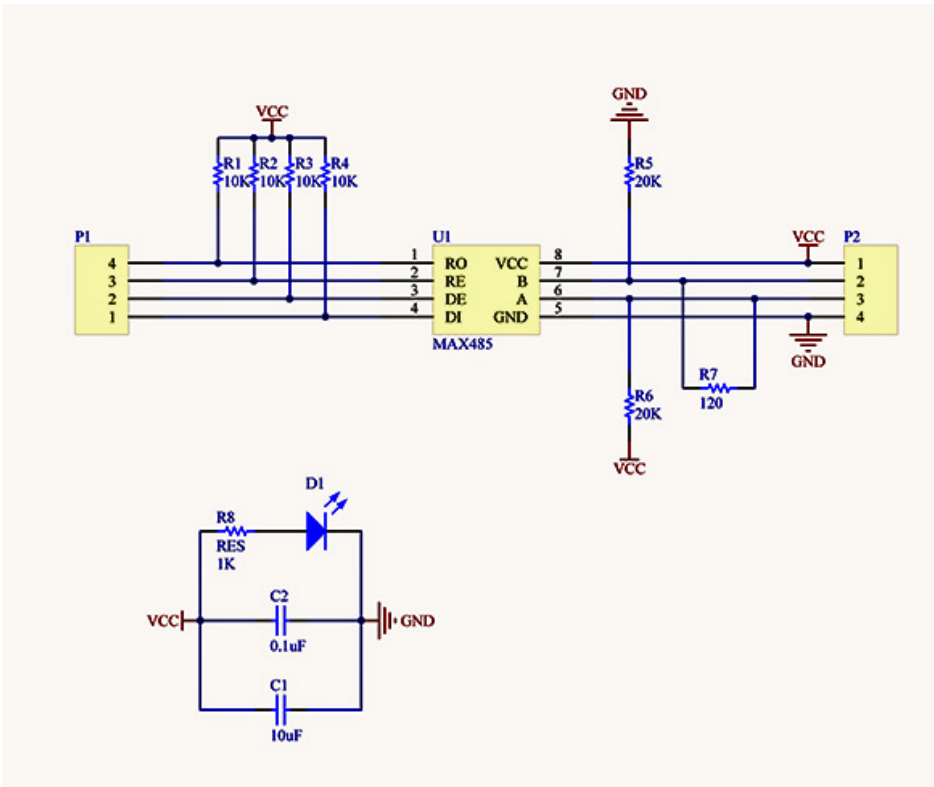 GND
VCC
R1 R2 R3 R4
10K 10K 10K 10K
R5
20K
P1
U1
VCC
P2
4
3
2
1
1
2
3
4
RO VCC
RE B
DE A
DI GND
MAX485
8
7
6
5
1
2
3
4
GND
R7
120
R6
20K
VCC
D1
R8
RES
1K
C2
VCC
GND
0.1uF
C1
10uF